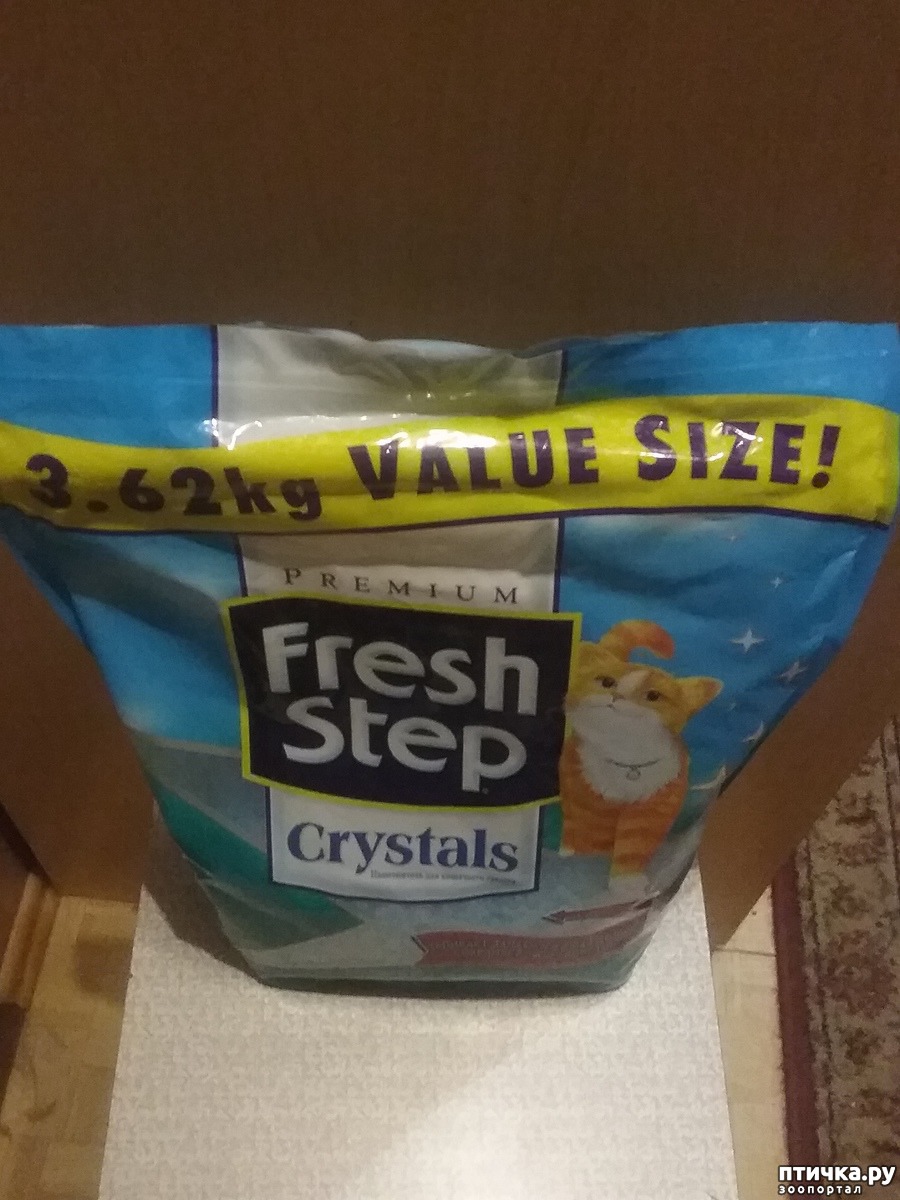 3.62kg VALUE SIZE!
PREMIUM
Fresh
Step
Crystals
птичка.ру
зоопортал